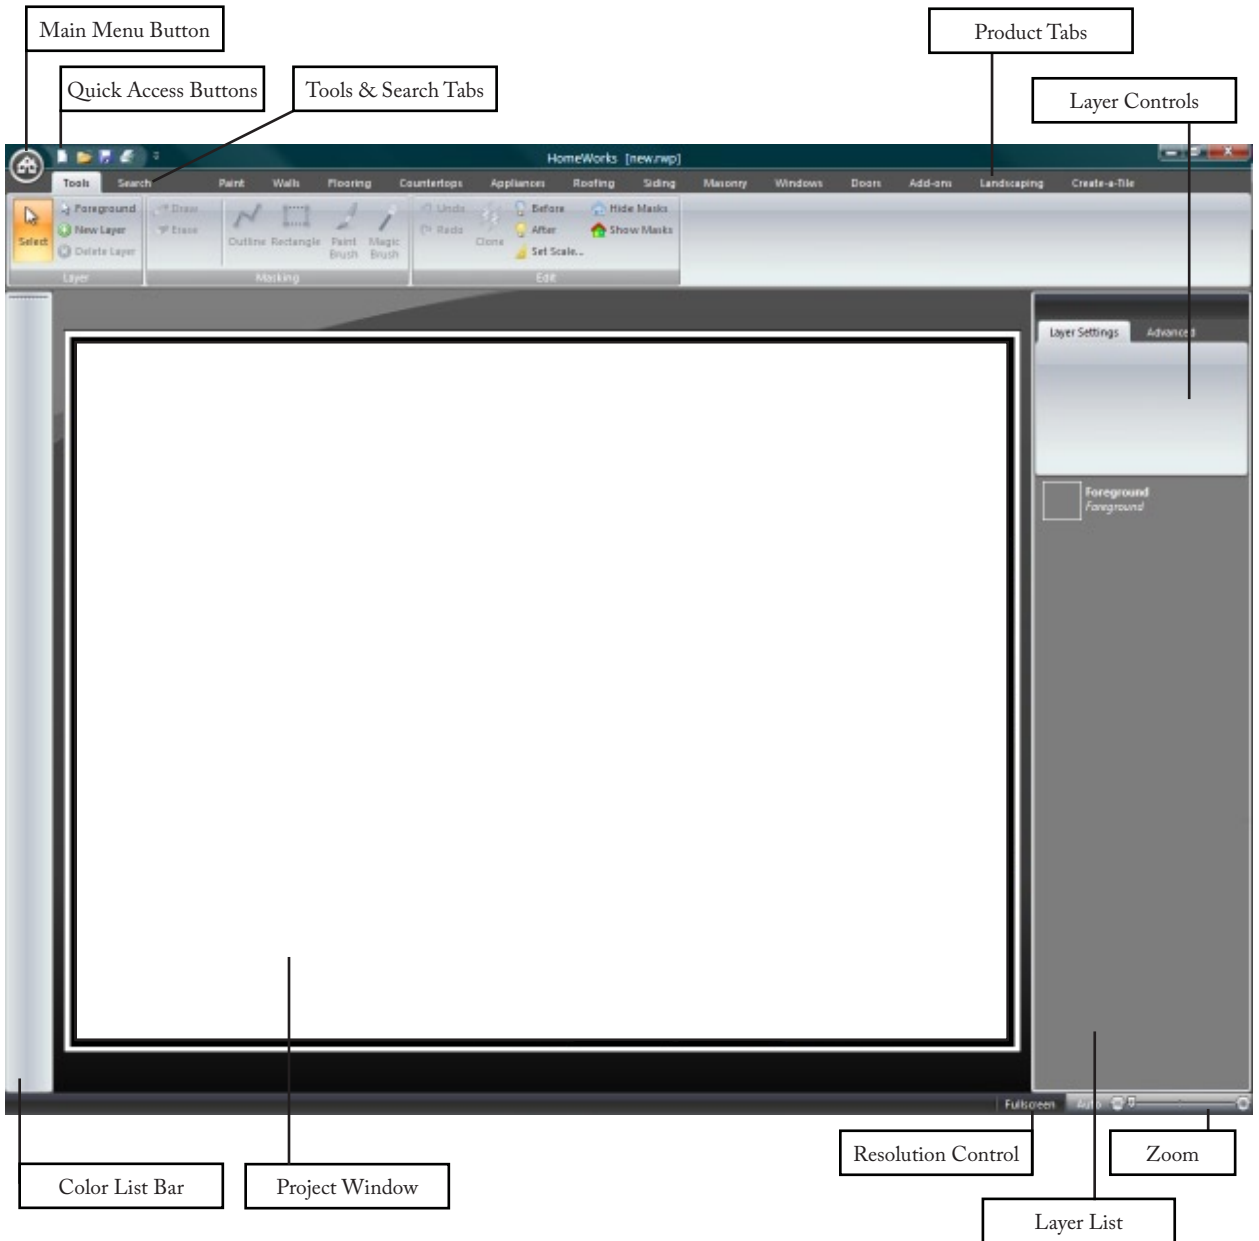 Main Menu Button
Product Tabs
Quick Access Buttons
Tools & Search Tabs
Layer Controls
HomeWorks [new.rwp]
Tools Search Paint Walls Flooring Countertops Appliances Roofing Siding Masonry Windows Doors Add-ons Landscaping Create-a-Tile
Foreground Draw Undo Before Hide Masks
New Layer Erase Redo After Show Masks
Select Outline Rectangle Paint Magic Clone
Delete Layer Brush Brush Set Scale...
Layer Masking Edit
Layer Settings Advanced
Foreground
Foreground
Fullscreen Auto
Resolution Control
Zoom
Color List Bar
Project Window
Layer List